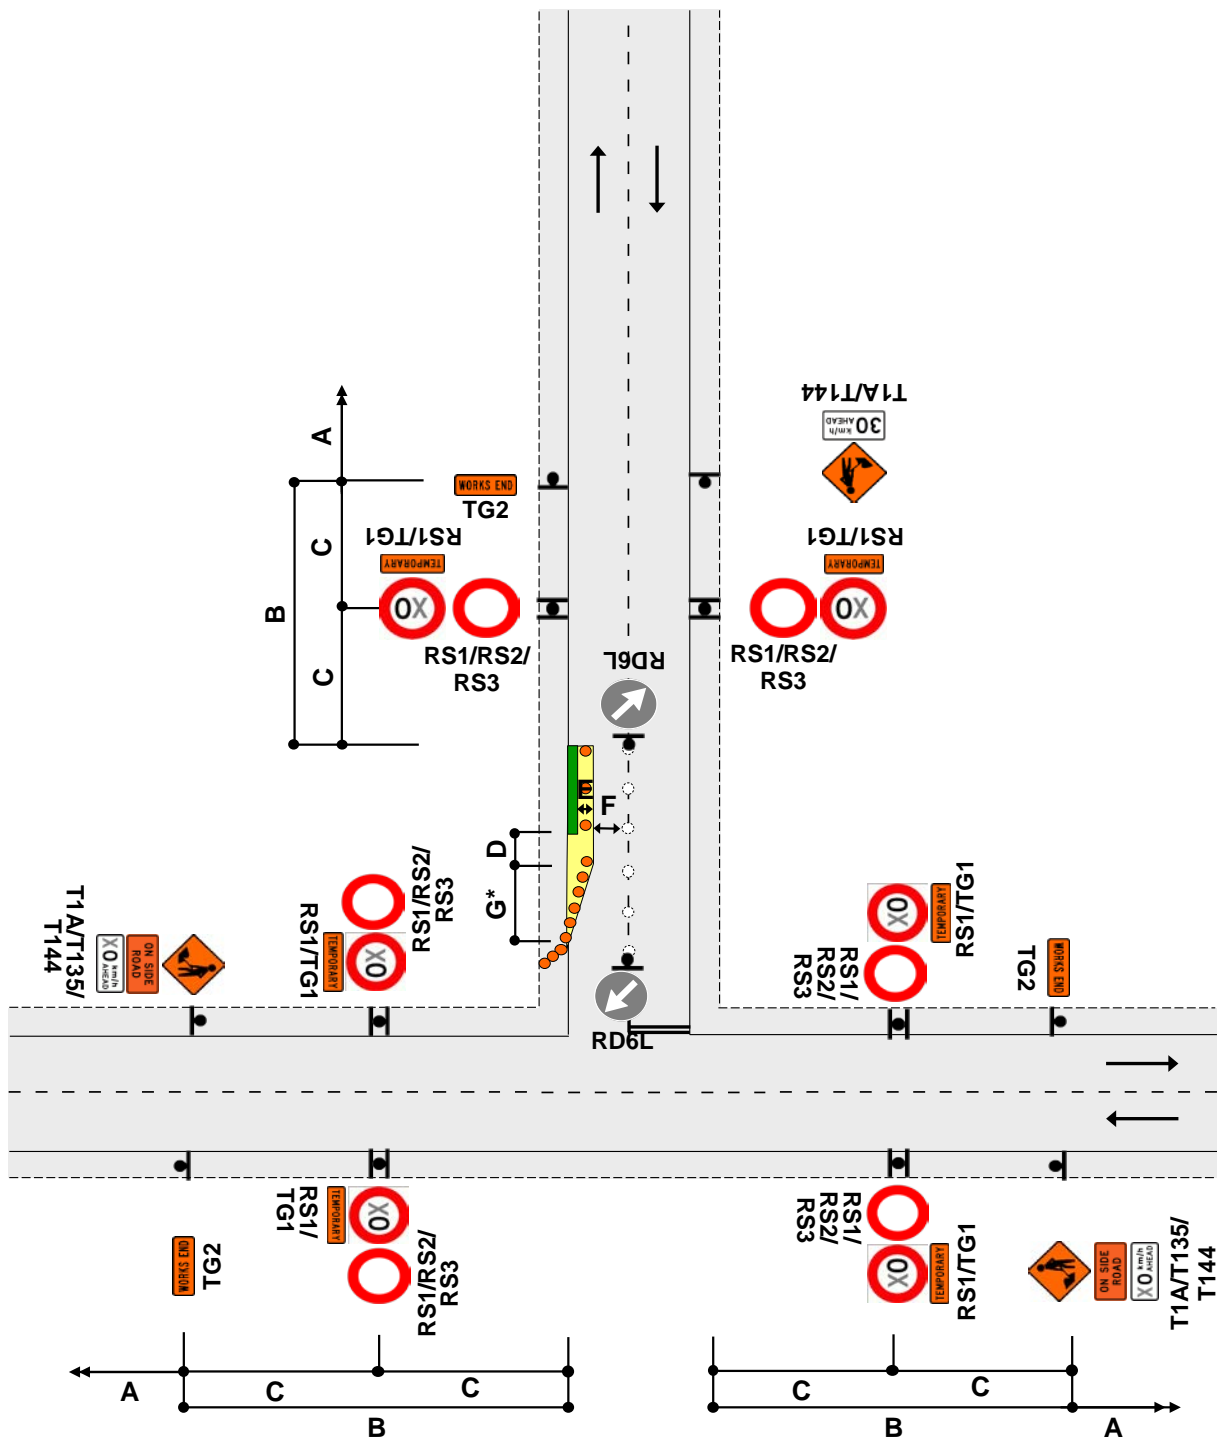 T1A/T144
30 km/h
AHEAD
A
WORKS END
TG2
C
RS1/TG1
TEMPORARY
X0
RS1/RS2/
RS3
RS1/TG1
TEMPORARY
X0
RS1/RS2/
RS3
B
C
RD6L
E
F
D
G*
T1A/T135/
T144
X0 km/h
AHEAD
ON SIDE
ROAD
RS1/TG1
TEMPORARY
X0
RS1/RS2/
RS3
RD6L
RS1/
RS2/
RS3
X0
TEMPORARY
RS1/TG1
TG2
WORKS END
WORKS END
TG2
RS1/
TG1
TEMPORARY
X0
RS1/RS2/
RS3
RS1/
RS2/
RS3
X0
TEMPORARY
RS1/TG1
ON SIDE
ROAD
X0 km/h
AHEAD
T1A/T135/
T144
A
C
C
B
C
C
B
A